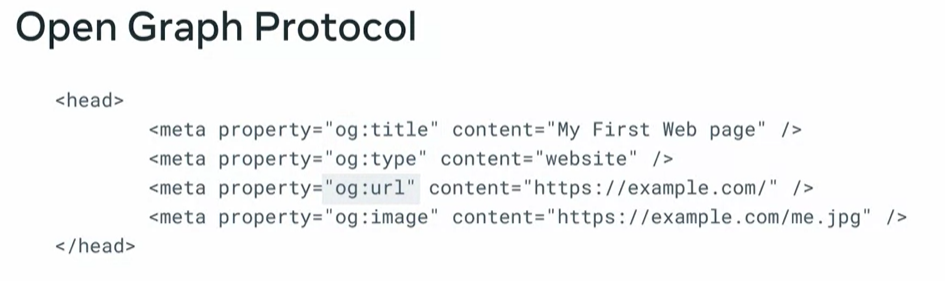 Open Graph Protocol
<head>
<meta property="og:title" content="My First Web page" />
<meta property="og:type" content="website" />
<meta property="og:url" content="https://example.com/" />
<meta property="og:image" content="https://example.com/me.jpg" />
</head>